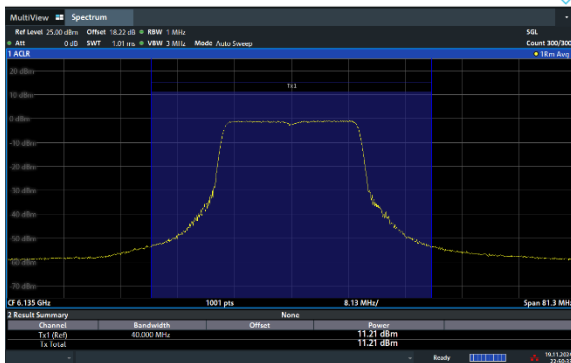 MultiView Spectrum
Ref Level 25.00 dBm Offset 18.22 dB RBW 1 MHz SGL
Att 0 dB SWT 1.01 ms VBW 3 MHz Mode Auto Sweep Count 300/300
1 ACLR 1Rm Avg
20 dBm
Tx1
10 dBm
0 dBm
-10 dBm
-20 dBm
-30 dBm
-40 dBm
-50 dBm
-60 dBm
-70 dBm
CF 6.135 GHz 1001 pts 8.13 MHz/ Span 81.3 MHz
2 Result Summary None
Channel Bandwidth Offset Power
Tx1 (Ref) 40.000 MHz 11.21 dBm
Tx Total 11.21 dBm
Ready